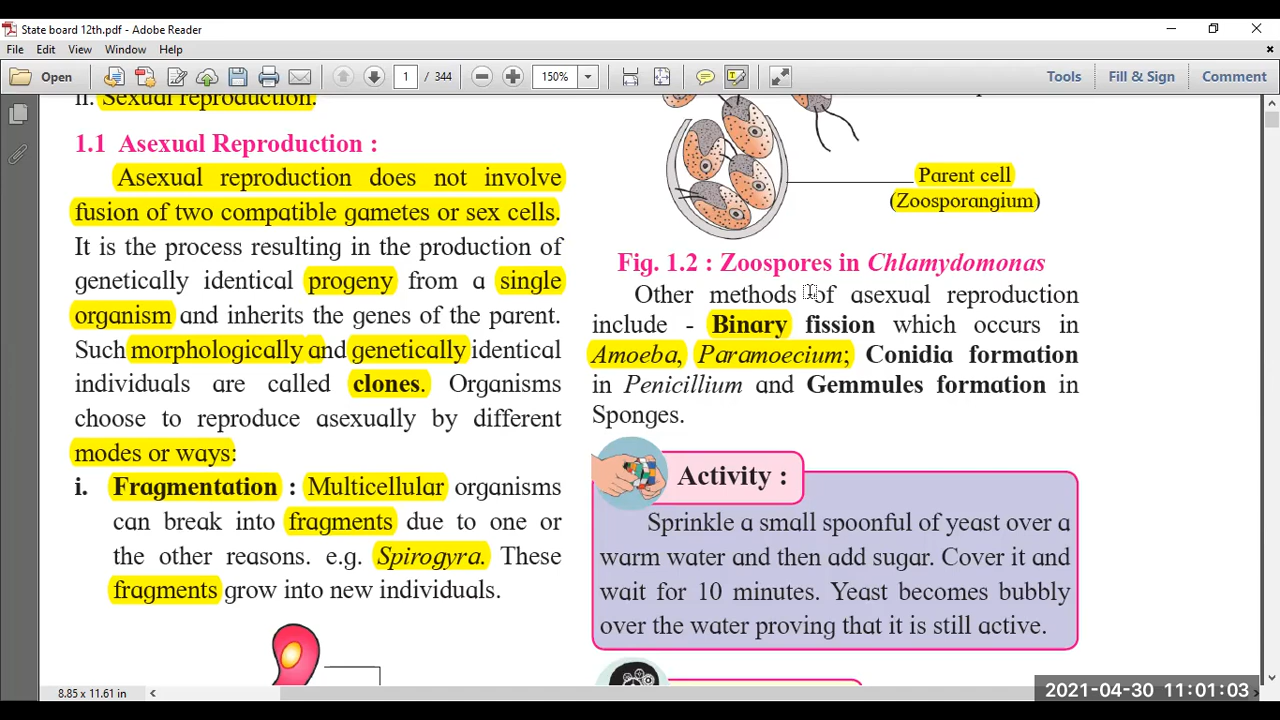 State board 12th.pdf - Adobe Reader
File Edit View Window Help
Open 1 / 344 150% Tools Fill & Sign Comment
ii. Sexual reproduction.
1.1 Asexual Reproduction :
Asexual reproduction does not involve
fusion of two compatible gametes or sex cells.
It is the process resulting in the production of
genetically identical progeny from a single
organism and inherits the genes of the parent.
Such morphologically and genetically identical
individuals are called clones. Organisms
choose to reproduce asexually by different
modes or ways:
i. Fragmentation : Multicellular organisms
can break into fragments due to one or
the other reasons. e.g. Spirogyra. These
fragments grow into new individuals.
Parent cell
(Zoosporangium)
Fig. 1.2 : Zoospores in Chlamydomonas
Other methods of asexual reproduction
include - Binary fission which occurs in
Amoeba, Paramoecium; Conidia formation
in Penicillium and Gemmules formation in
Sponges.
Activity :
Sprinkle a small spoonful of yeast over a
warm water and then add sugar. Cover it and
wait for 10 minutes. Yeast becomes bubbly
over the water proving that it is still active.
8.85 x 11.61 in
2021-04-30 11:01:03